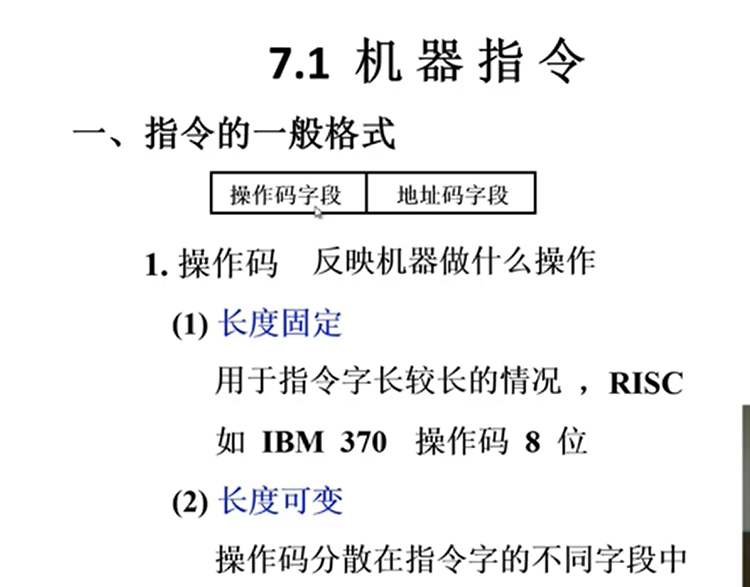 7.1 机器指令
一、指令的一般格式
操作码字段 地址码字段
1. 操作码 反映机器做什么操作
(1) 长度固定
用于指令字长较长的情况 ，RISC
如 IBM 370 操作码 8 位
(2) 长度可变
操作码分散在指令字的不同字段中